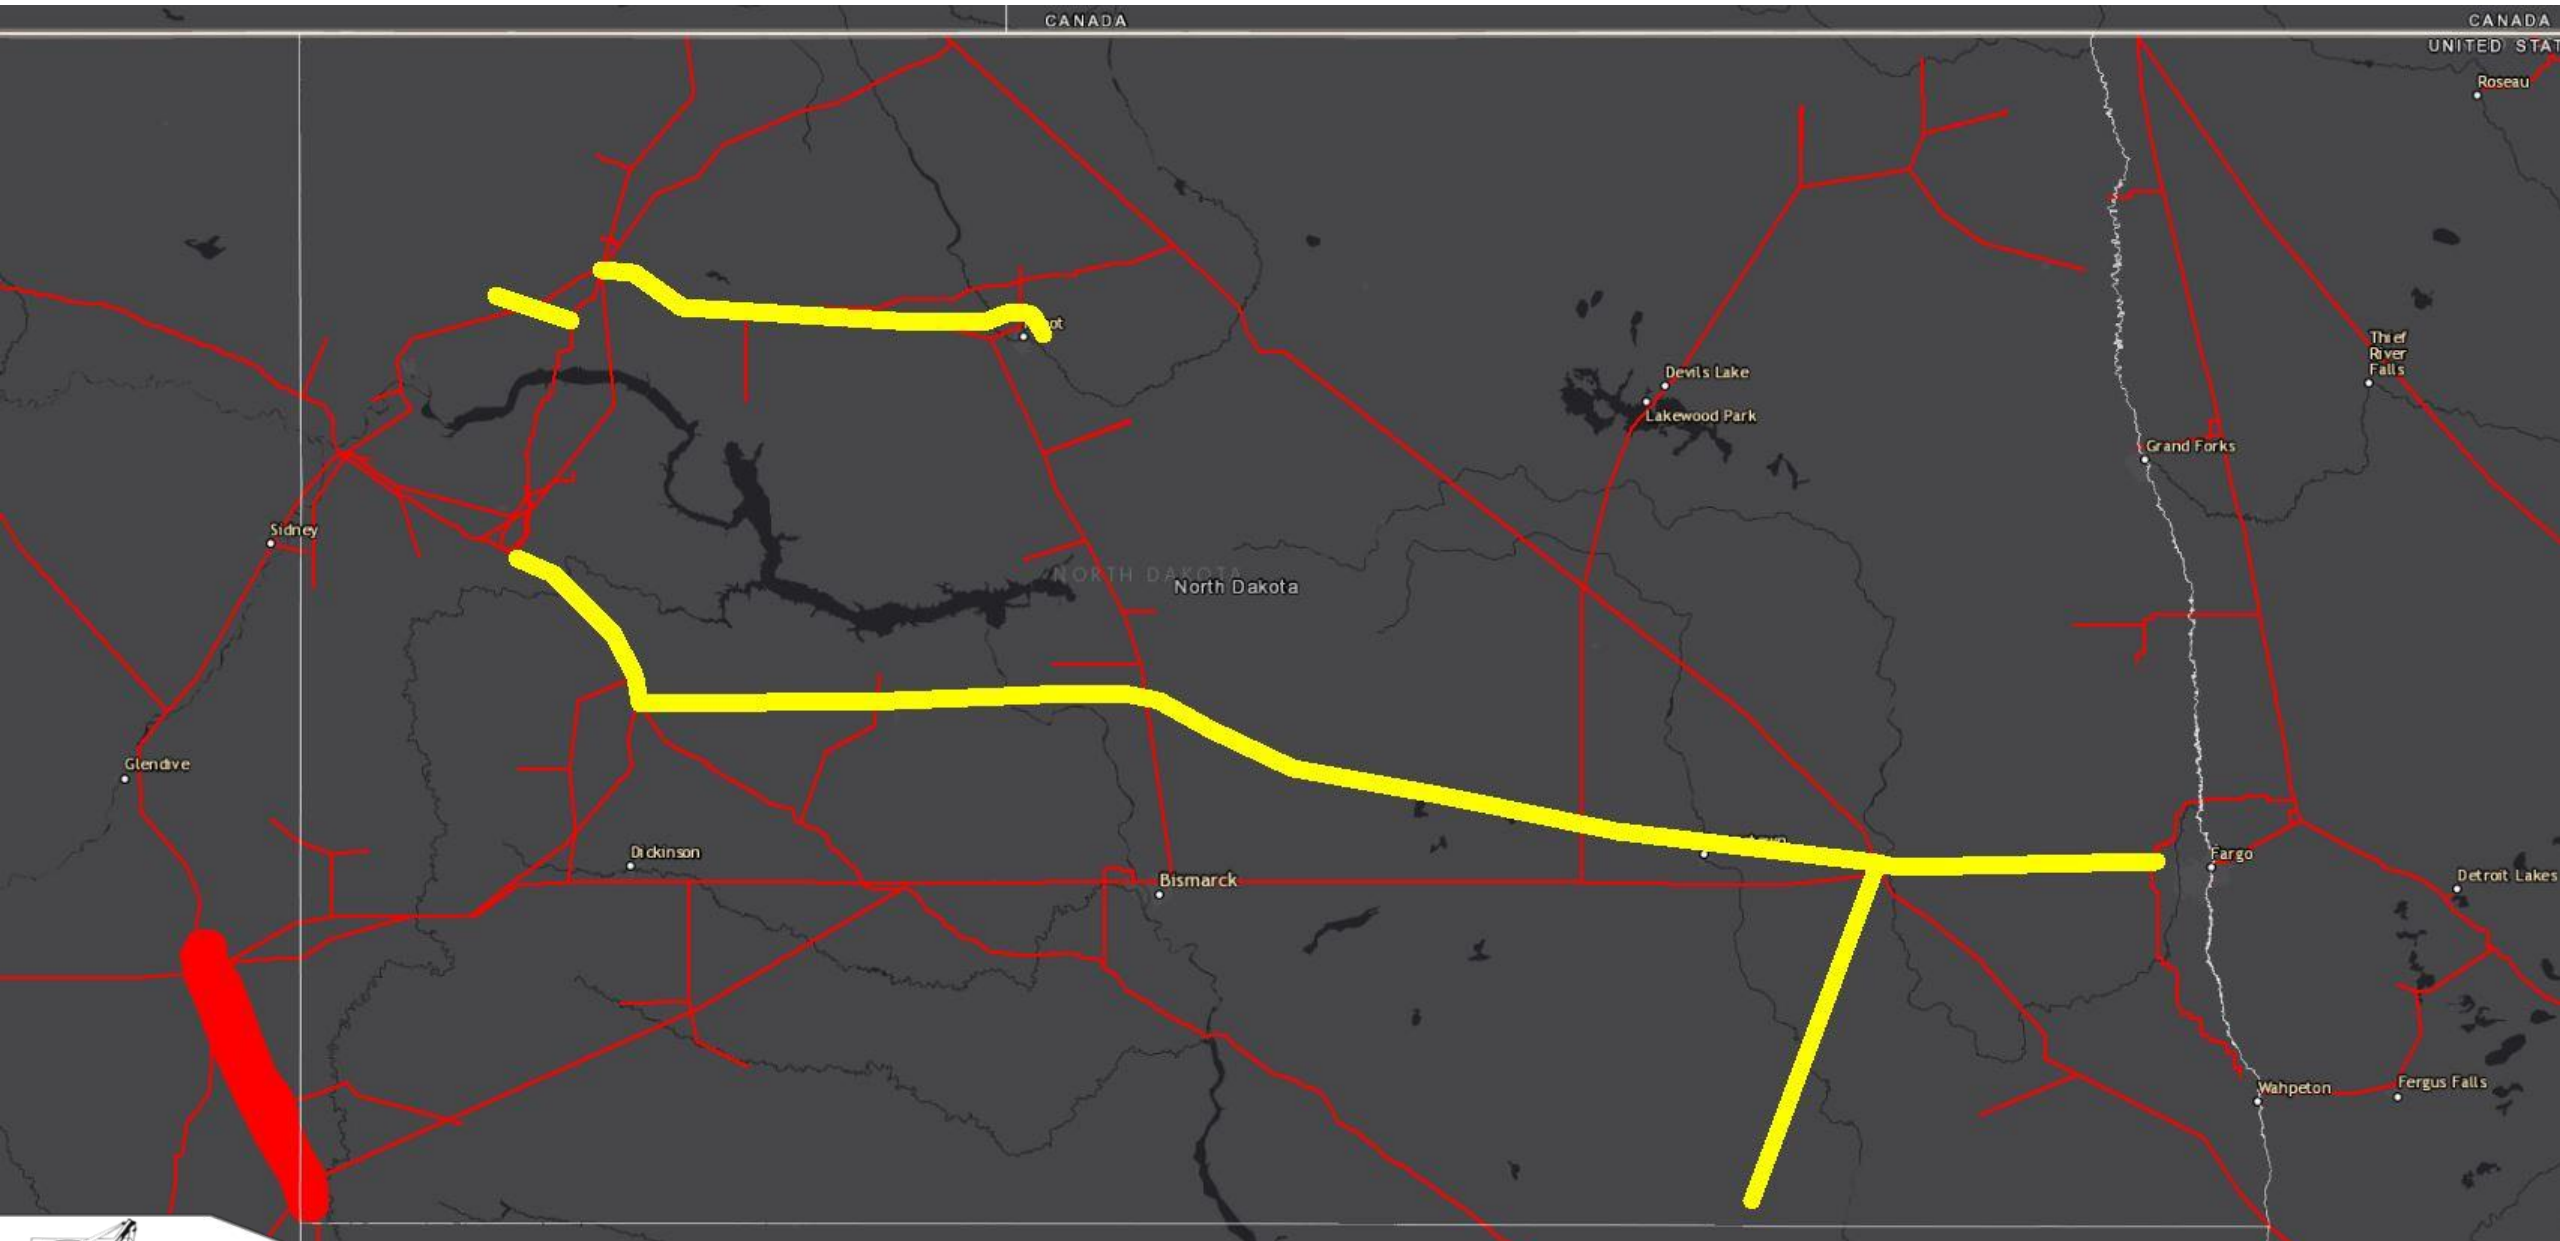 CANADA
CANADA
UNITED STAT
Roseau
ot
Devils Lake
Lakewood Park
Thief
River
Falls
Grand Forks
Sidney
NORTH DAKOTA
North Dakota
Glendive
Dickinson
Bismarck
Fargo
Detroit Lakes
Wahpeton
Fergus Falls